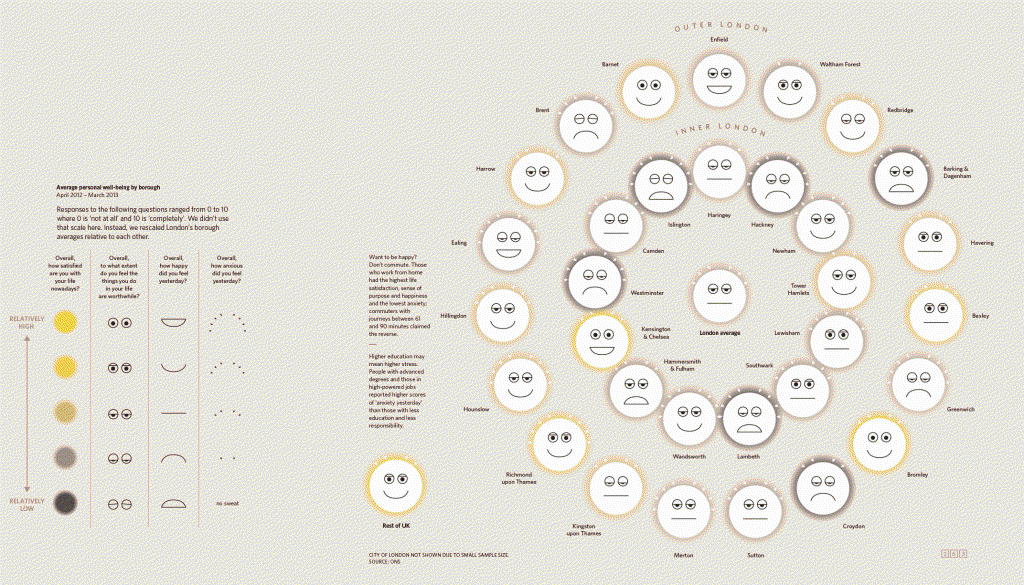 Average personal well-being by borough
April 2012 – March 2013
Responses to the following questions ranged from 0 to 10
where 0 is 'not at all' and 10 is 'completely'. We didn't use
that scale here. Instead, we rescaled London's borough
averages relative to each other.
Overall,
how satisfied
are you with
your life
nowadays?
Overall,
to what extent
do you feel the
things you do
in your life
are worthwhile?
Overall,
how happy
did you feel
yesterday?
Overall,
how anxious
did you feel
yesterday?
RELATIVELY
HIGH
RELATIVELY
LOW
no sweat
Want to be happy?
Don't commute. Those
who work from home
had the highest life
satisfaction, sense of
purpose and happiness
and the lowest anxiety;
commuters with
journeys between 61
and 90 minutes claimed
the reverse.
Higher education may
mean higher stress.
People with advanced
degrees and those in
high-powered jobs
reported higher scores
of 'anxiety yesterday'
than those with less
education and less
responsibility.
Rest of UK
CITY OF LONDON NOT SHOWN DUE TO SMALL SAMPLE SIZE.
SOURCE: ONS
OUTER LONDON
Enfield
Barnet
Waltham Forest
Brent
Redbridge
Harrow
Barking &
Dagenham
Ealing
Havering
Hillingdon
Bexley
Hounslow
Greenwich
Richmond
upon Thames
Bromley
Kingston
upon Thames
Croydon
Merton
Sutton
INNER LONDON
Haringey
Islington
Hackney
Camden
Newham
Westminster
Tower
Hamlets
London average
Kensington
& Chelsea
Lewisham
Hammersmith
& Fulham
Southwark
Wandsworth
Lambeth